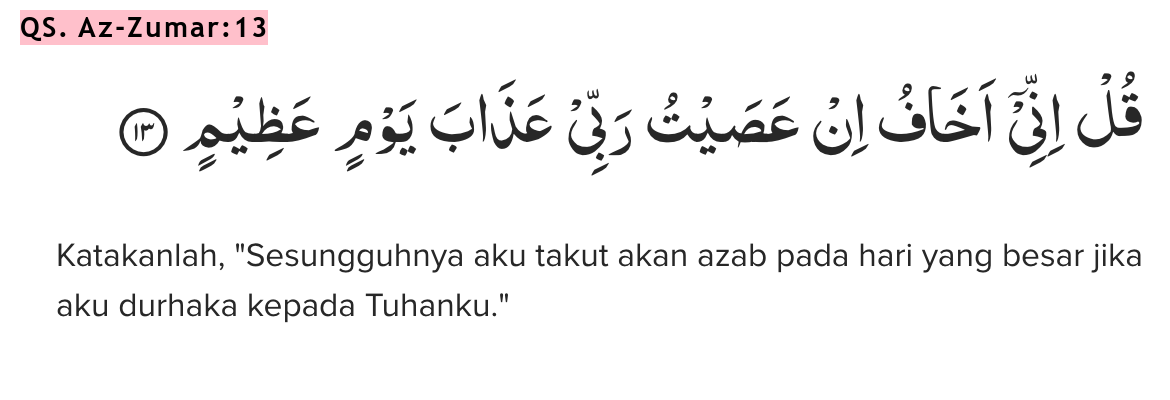 QS. Az-Zumar:13
قُلْ اِنِّيْٓ اَخَافُ اِنْ عَصَيْتُ رَبِّيْ عَذَابَ يَوْمٍ عَظِيْمٍ ١٣
Katakanlah, "Sesungguhnya aku takut akan azab pada hari yang besar jika
aku durhaka kepada Tuhanku."